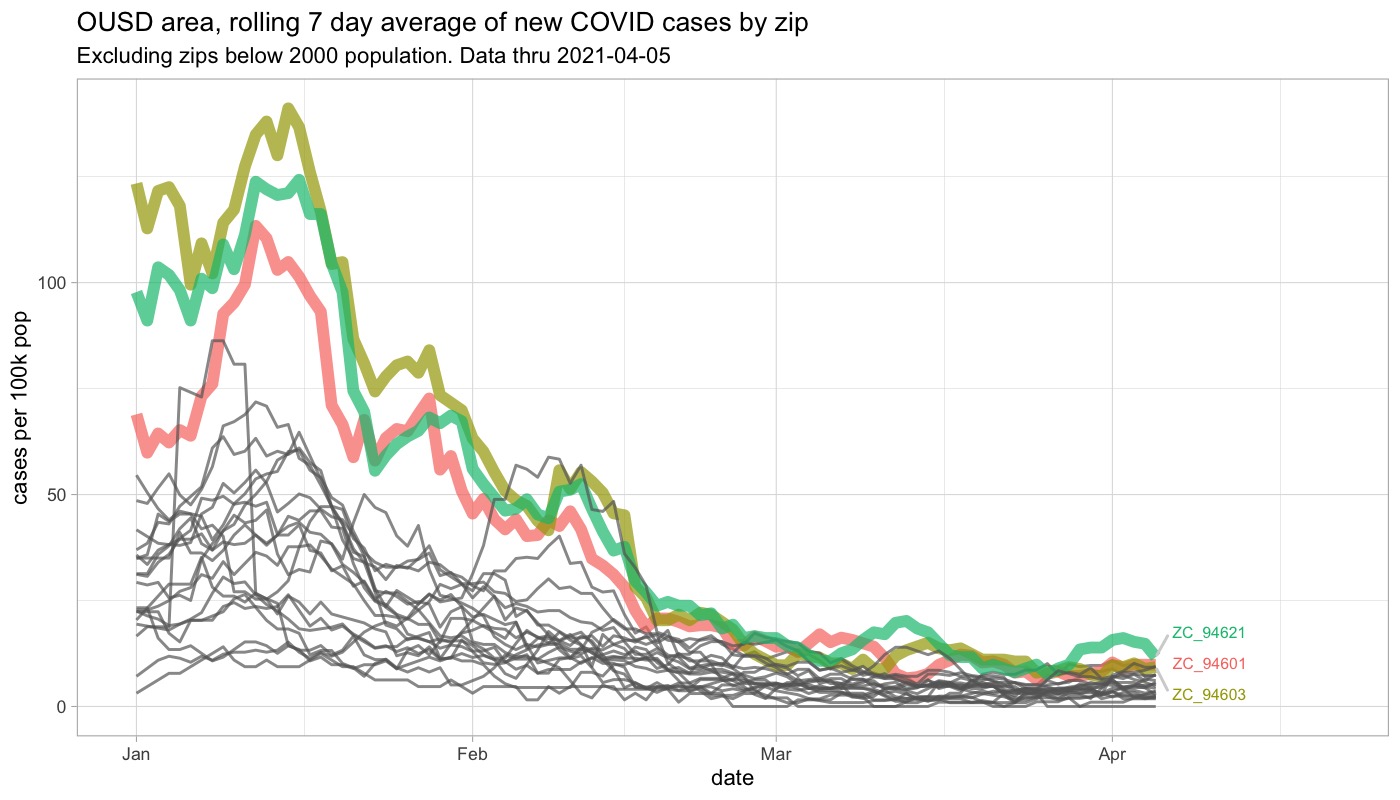 OUSD area, rolling 7 day average of new COVID cases by zip
Excluding zips below 2000 population. Data thru 2021-04-05
cases per 100k pop
100
50
0
ZC_94621
ZC_94601
ZC_94603
Jan Feb Mar Apr
date